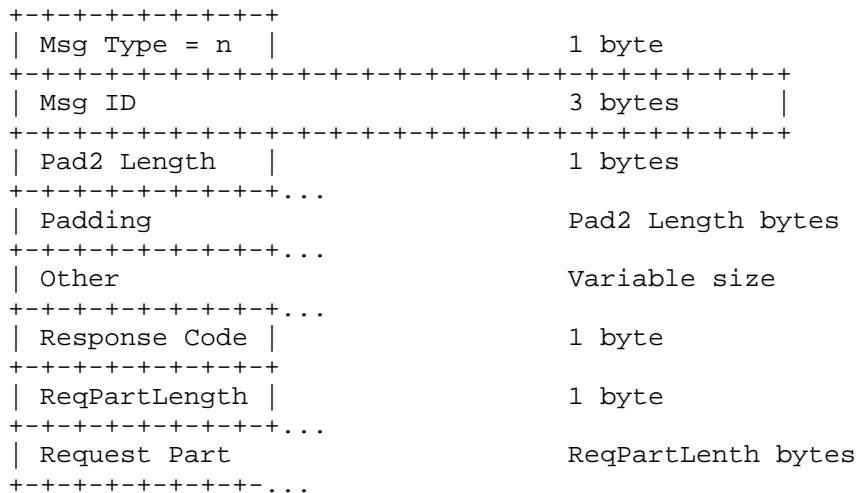 +-+-+-+-+-+-+-+
| Msg Type = n  |               1 byte
+-+-+-+-+-+-+-+-+-+-+-+-+-+-+-+-+-+-+-+-+
| Msg ID                        3 bytes     |
+-+-+-+-+-+-+-+-+-+-+-+-+-+-+-+-+-+-+-+-+
| Pad2 Length   |               1 bytes
+-+-+-+-+-+-+-+...
| Padding                       Pad2 Length bytes
+-+-+-+-+-+-+-+...
| Other                         Variable size
+-+-+-+-+-+-+-+...
| Response Code |               1 byte
+-+-+-+-+-+-+-+
| ReqPartLength |               1 byte
+-+-+-+-+-+-+-+...
| Request Part                  ReqPartLenth bytes
+-+-+-+-+-+-+-...